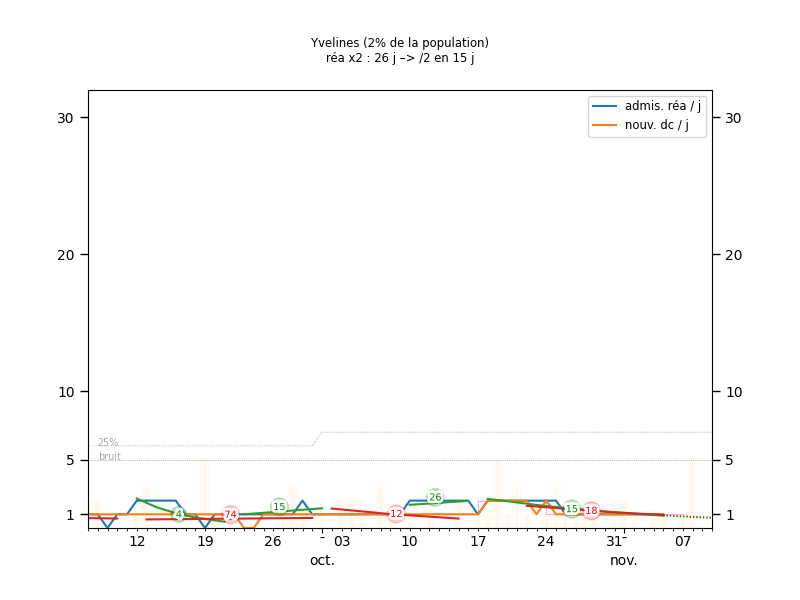 Yvelines (2% de la population)
réa x2 : 26 j –> /2 en 15 j
admis. réa / j
nouv. dc / j
30 30
20 20
10 10
25%
5 5
bruit
26
4 74 15 12 15 18
1 1
12 19 26 - 03 10 17 24 31- 07
oct. nov.